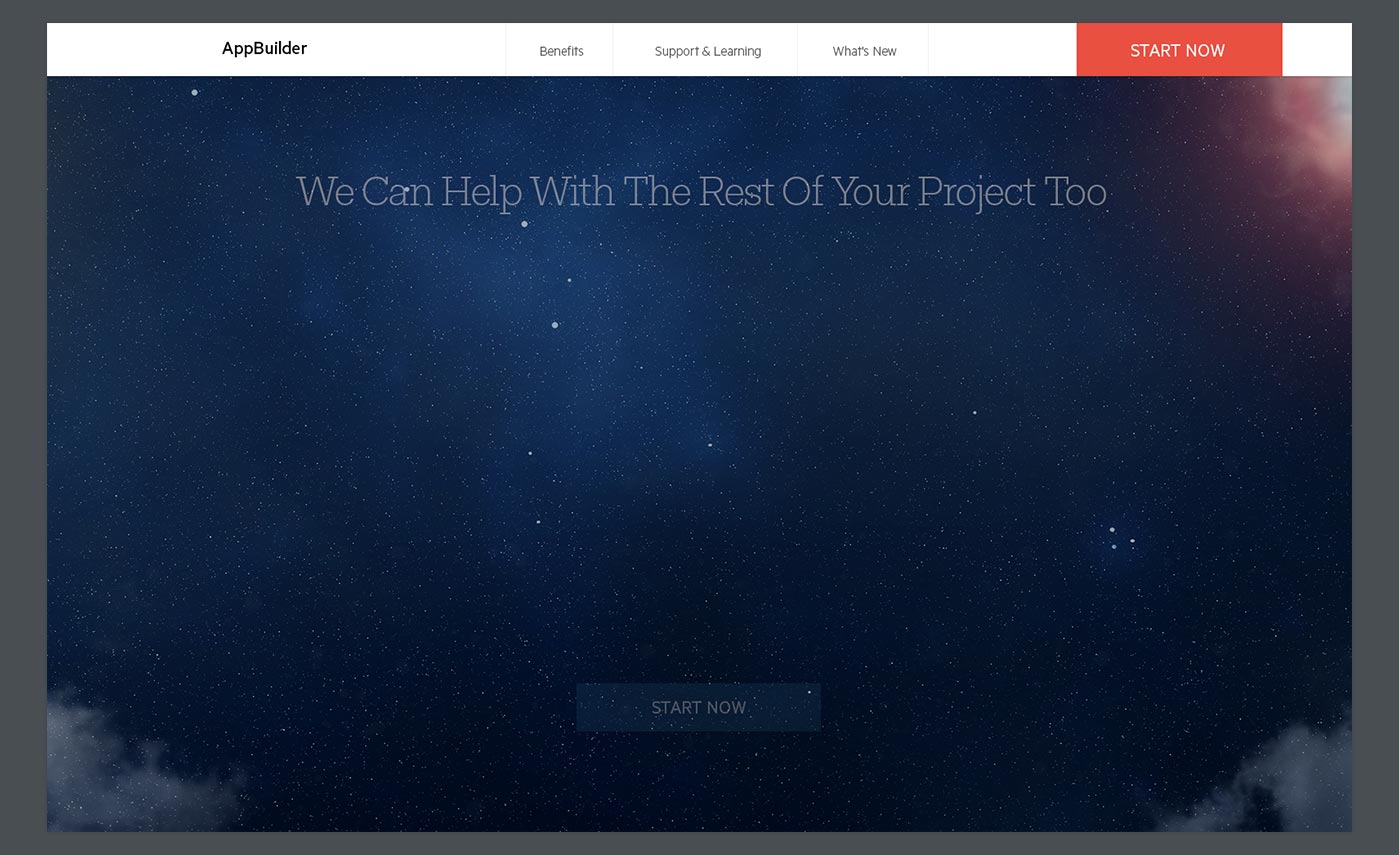 AppBuilder
Benefits
Support & Learning
What's New
START NOW
We Can Help With The Rest Of Your Project Too
START NOW